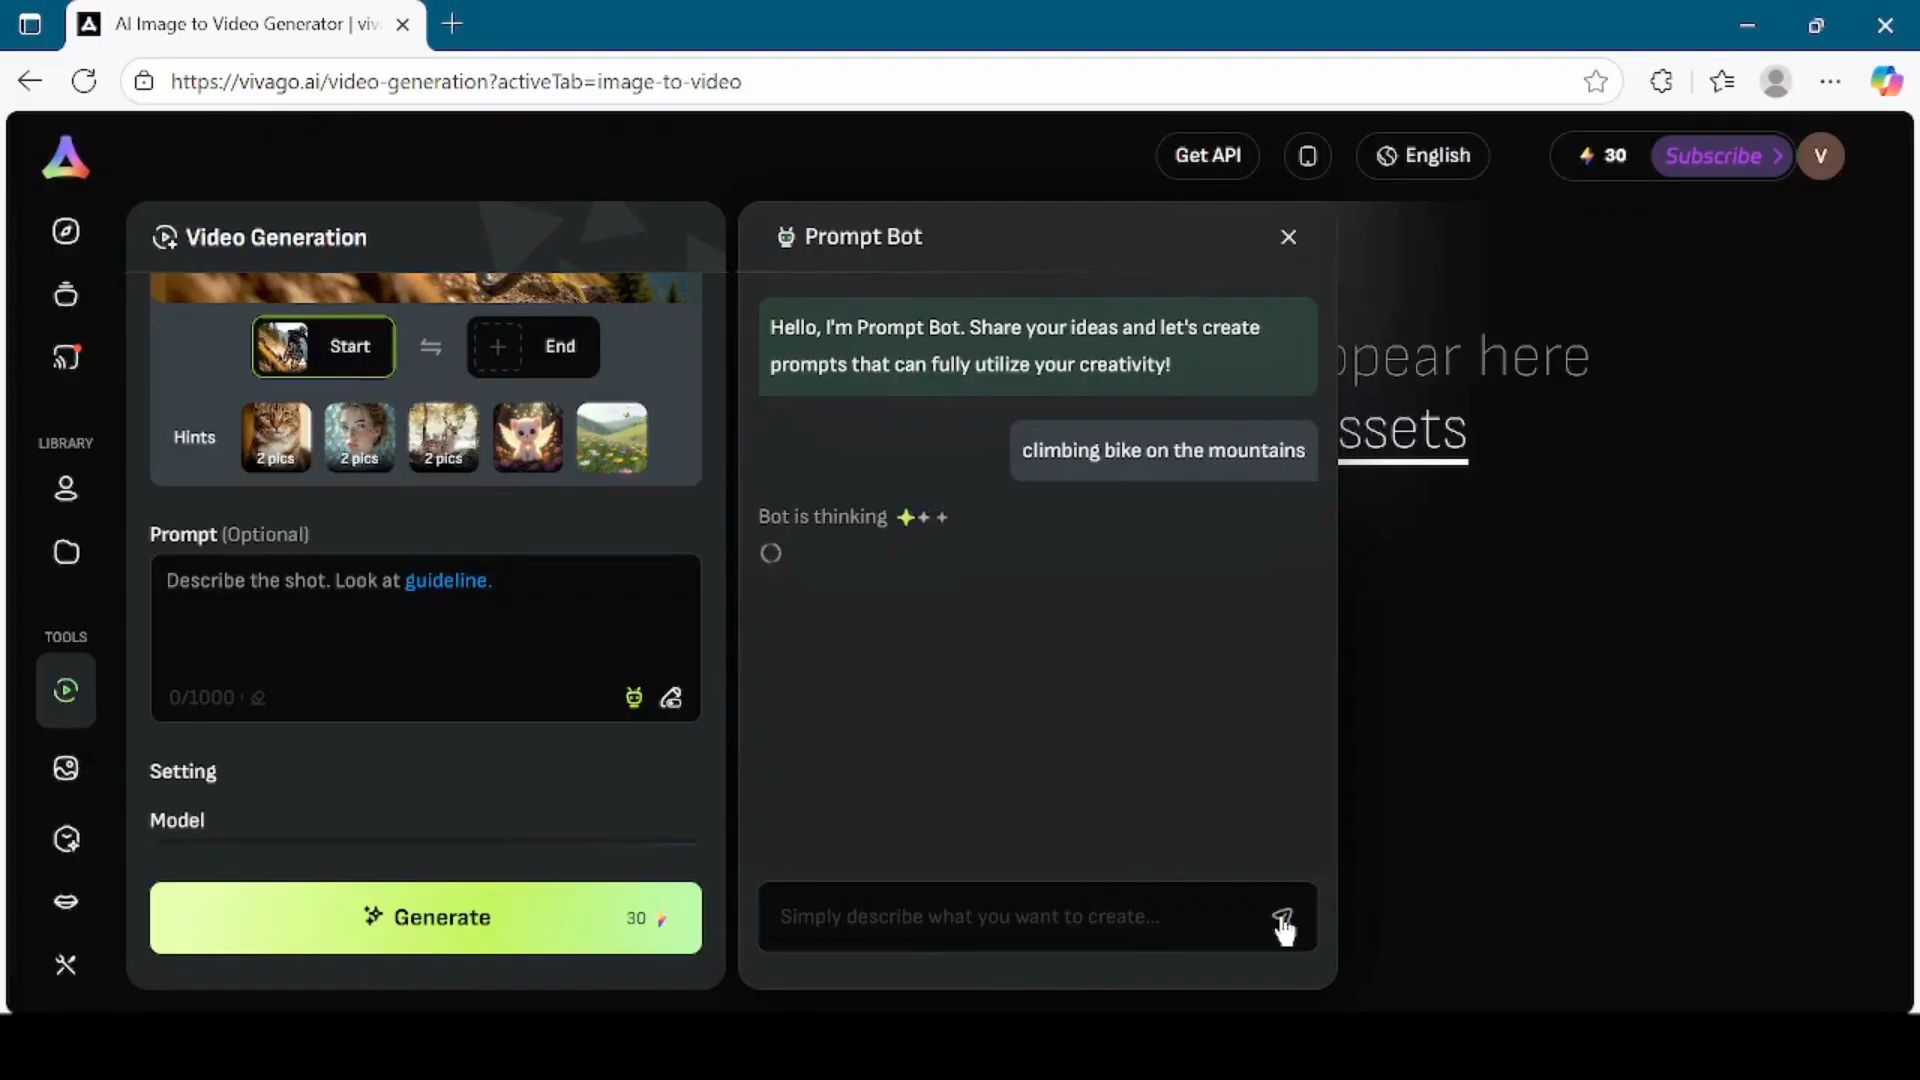 AI Image to Video Generator | viv
https://vivago.ai/video-generation?activeTab=image-to-video
Get API
English
30
Subscribe >
V
Video Generation
Prompt Bot
Hello, I'm Prompt Bot. Share your ideas and let's create
prompts that can fully utilize your creativity!
ppear here
ssets
Start
End
Hints
2 pics
2 pics
2 pics
climbing bike on the mountains
Bot is thinking
LIBRARY
Prompt (Optional)
Describe the shot. Look at guideline.
0/1000
TOOLS
Setting
Model
Generate
30
Simply describe what you want to create...